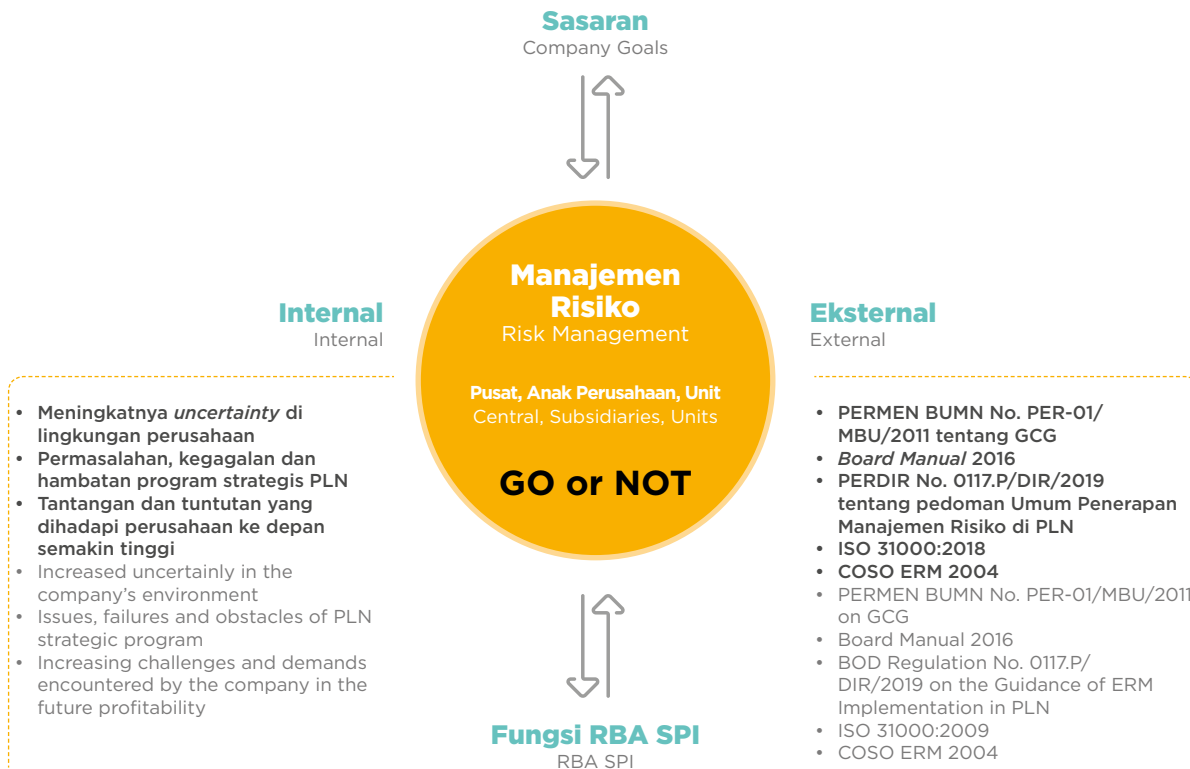 Sasaran
Company Goals
Manajemen
Risiko
Risk Management
Pusat, Anak Perusahaan, Unit
Central, Subsidiaries, Units
GO or NOT
Internal
Internal
• Meningkatnya uncertainty di
lingkungan perusahaan
• Permasalahan, kegagalan dan
hambatan program strategis PLN
• Tantangan dan tuntutan yang
dihadapi perusahaan ke depan
semakin tinggi
• Increased uncertainly in the
company's environment
• Issues, failures and obstacles of PLN
strategic program
• Increasing challenges and demands
encountered by the company in the
future profitability
Eksternal
External
• PERMEN BUMN No. PER-01/
MBU/2011 tentang GCG
• Board Manual 2016
• PERDIR No. 0117.P/DIR/2019
tentang pedoman Umum Penerapan
Manajemen Risiko di PLN
• ISO 31000:2018
• COSO ERM 2004
• PERMEN BUMN No. PER-01/MBU/2011
on GCG
• Board Manual 2016
• BOD Regulation No. 0117.P/
DIR/2019 on the Guidance of ERM
Implementation in PLN
• ISO 31000:2009
• COSO ERM 2004
Fungsi RBA SPI
RBA SPI